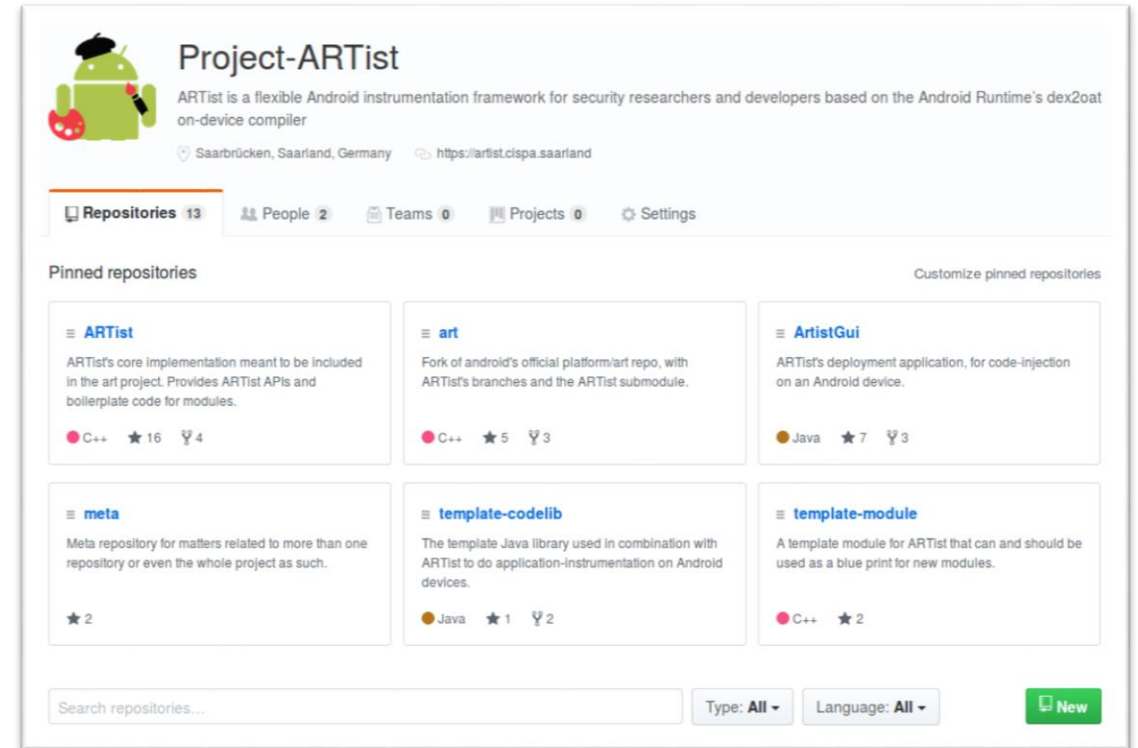 Project-ARTist
ARTist is a flexible Android instrumentation framework for security researchers and developers based on the Android Runtime's dex2oat
on-device compiler
Saarbrücken, Saarland, Germany https://artist.cispa.saarland
Repositories 13 People 2 Teams 0 Projects 0 Settings
Pinned repositories Customize pinned repositories
ARTist
ARTist's core implementation meant to be included
in the art project. Provides ARTist APIs and
boilerplate code for modules.
C++ 16 4
art
Fork of android's official platform/art repo, with
ARTist's branches and the ARTist submodule.
C++ 5 3
ArtistGui
ARTist's deployment application, for code-injection
on an Android device.
Java 7 3
meta
Meta repository for matters related to more than one
repository or even the whole project as such.
2
template-codelib
The template Java library used in combination with
ARTist to do application-instrumentation on Android
devices.
Java 1 2
template-module
A template module for ARTist that can and should be
used as a blue print for new modules.
C++ 2
Search repositories... Type: All Language: All New